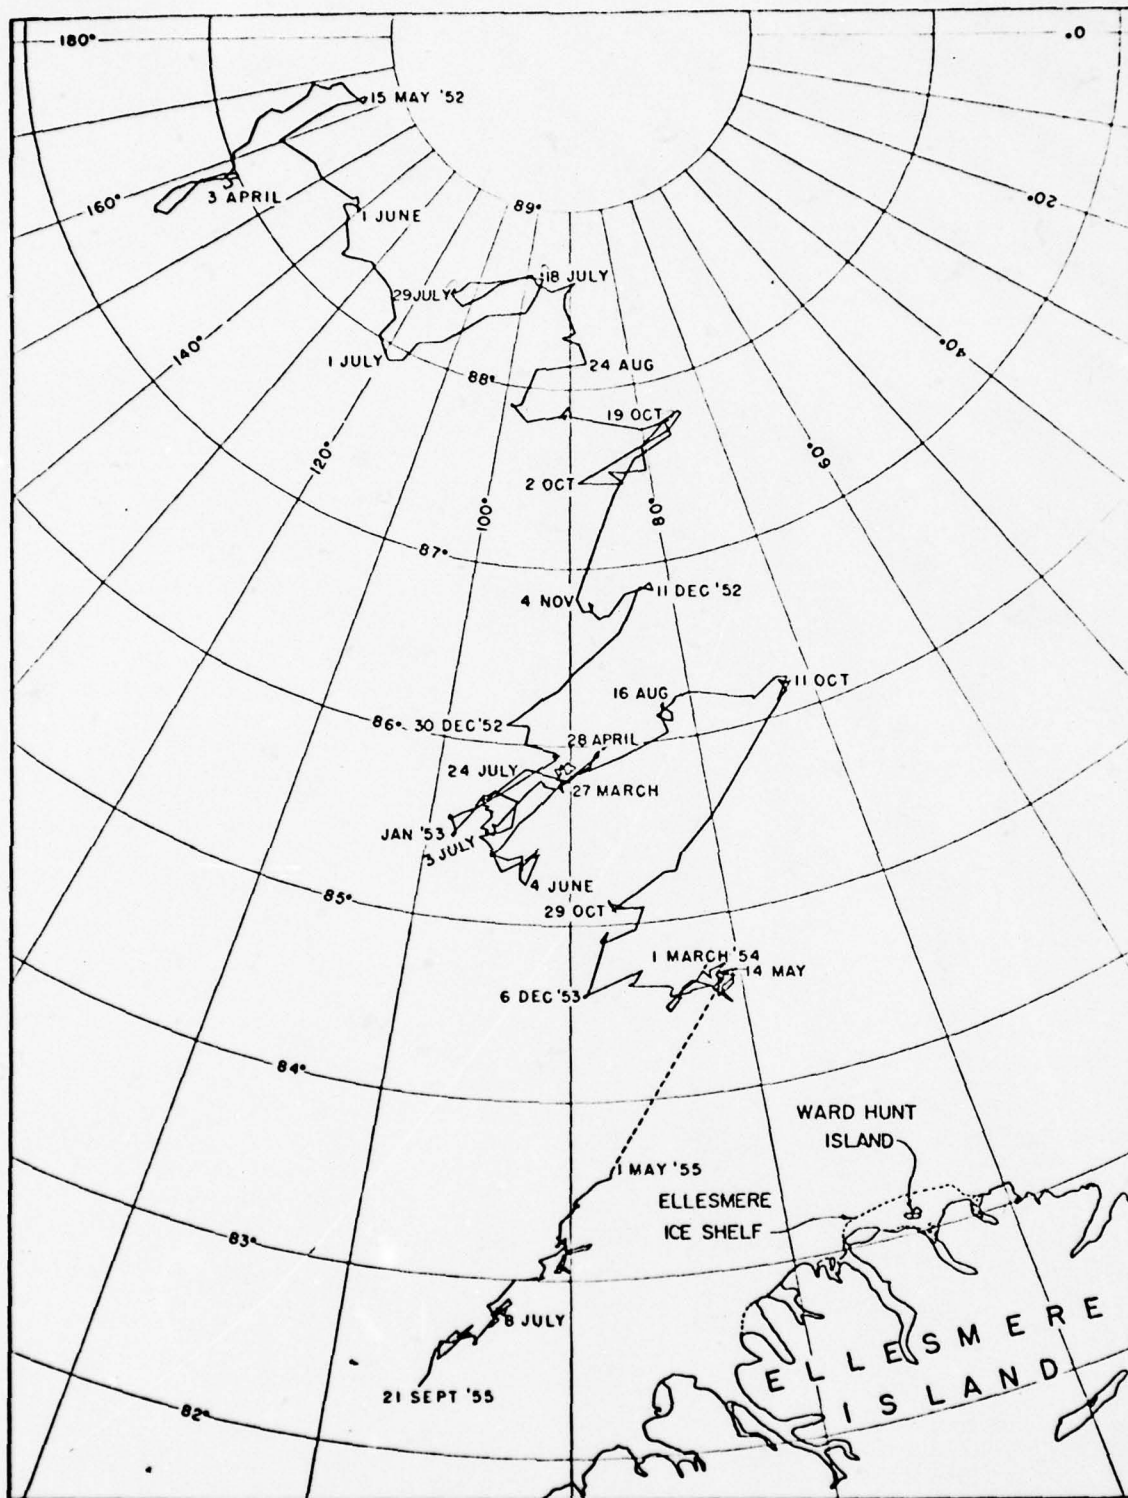 180°
0°
15 MAY '52
3 APRIL
160°
20°
1 JUNE
89°
18 JULY
29 JULY
140°
40°
1 JULY
88°
24 AUG
19 OCT
120°
60°
2 OCT
100°
80°
87°
4 NOV
11 DEC '52
11 OCT
16 AUG
86°
30 DEC '52
28 APRIL
24 JULY
27 MARCH
JAN '53
3 JULY
4 JUNE
85°
29 OCT
1 MARCH '54
14 MAY
6 DEC '53
84°
WARD HUNT
ISLAND
1 MAY '55
ELLESMERE
ICE SHELF
83°
8 JULY
ELLESMERE
ISLAND
21 SEPT '55
82°